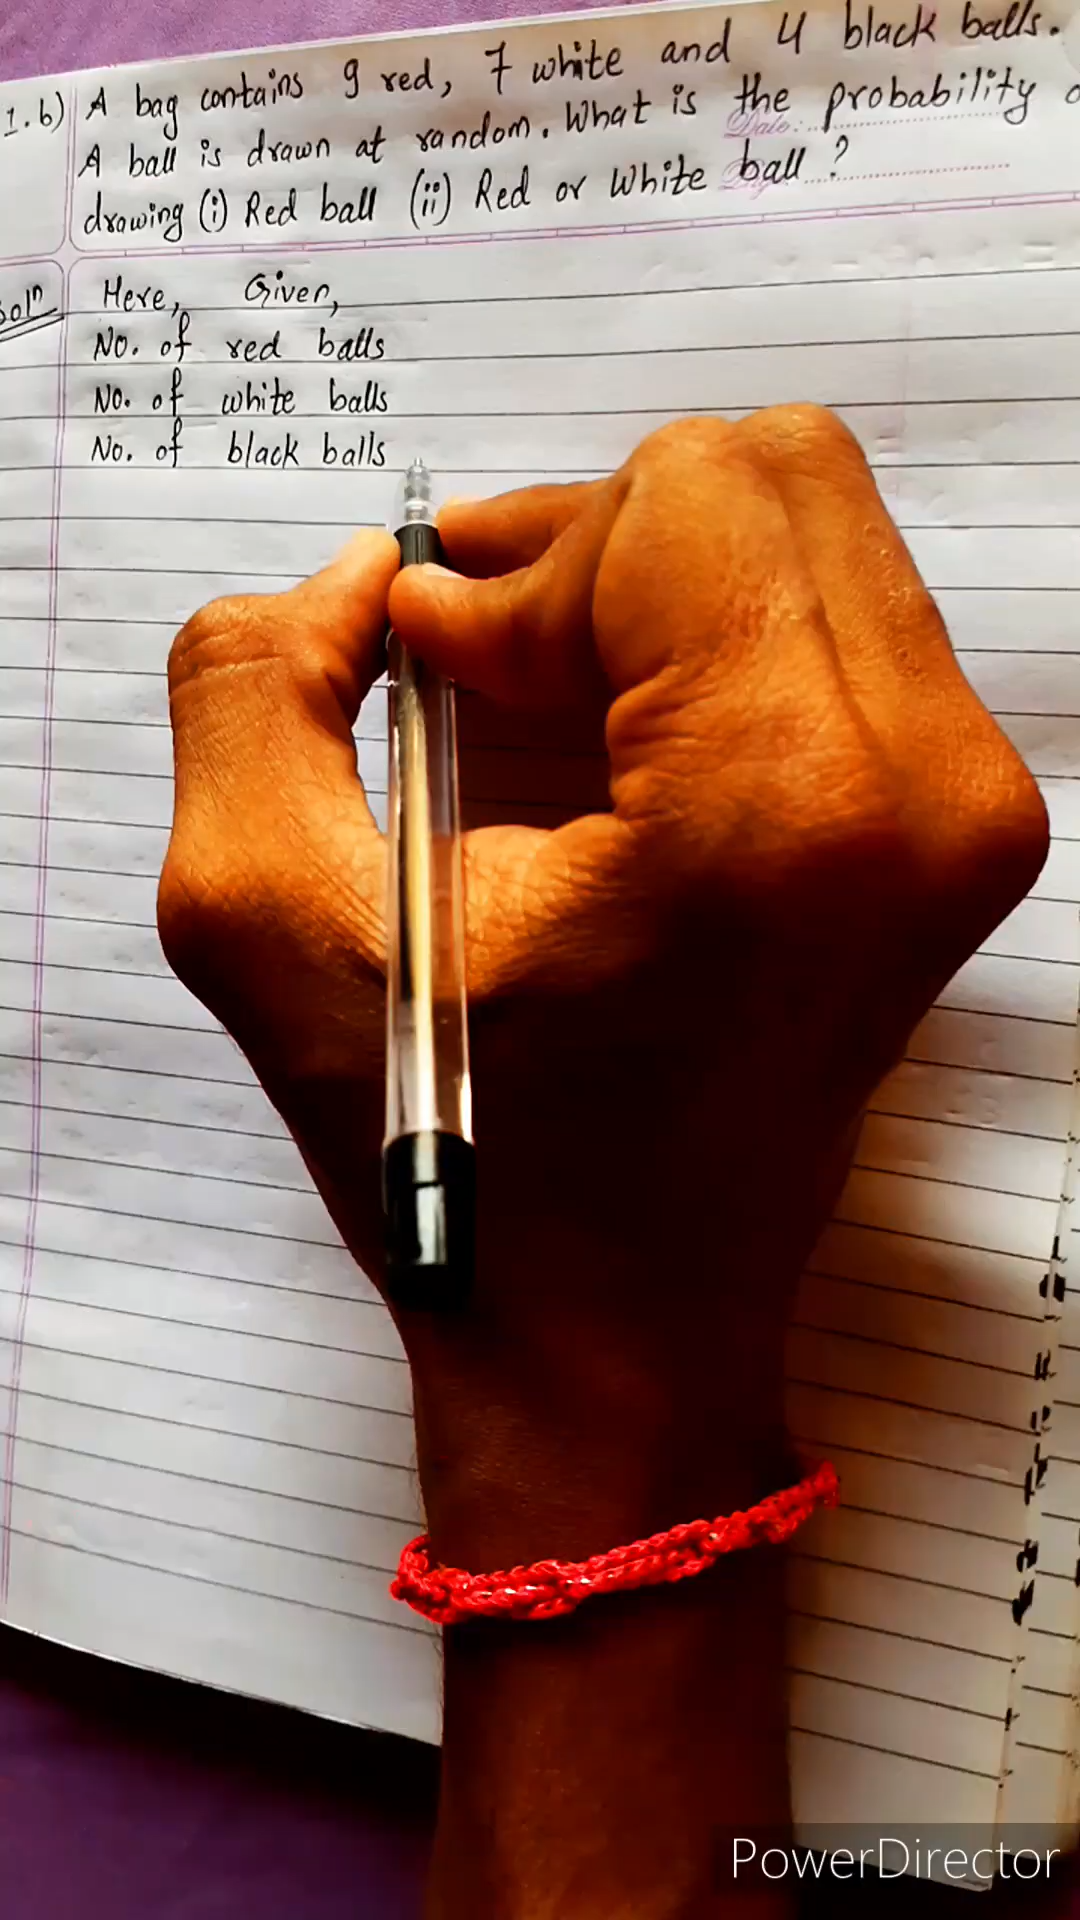 1.b) A bag contains 9 red, 7 white and 4 black balls.
A ball is drawn at random. What is the probability
drawing (i) Red ball (ii) Red or White ball ?
Date:
Soln Here, Given,
No. of red balls
No. of white balls
No. of black balls
PowerDirector